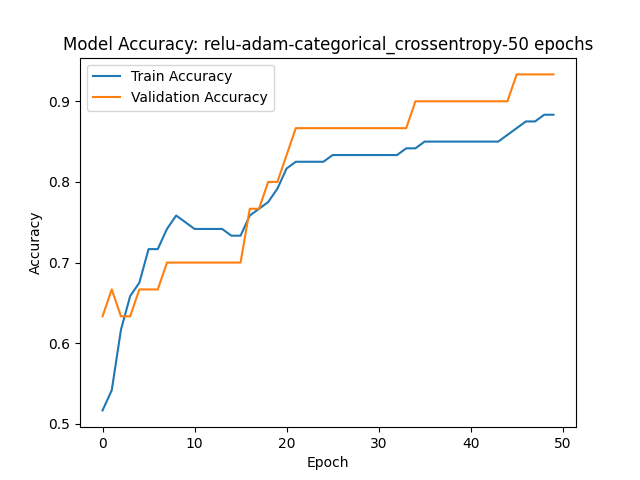 Model Accuracy: relu-adam-categorical_crossentropy-50 epochs
Train Accuracy
Validation Accuracy
0.9
0.8
0.7
0.6
0.5
Accuracy
0 10 20 30 40 50
Epoch